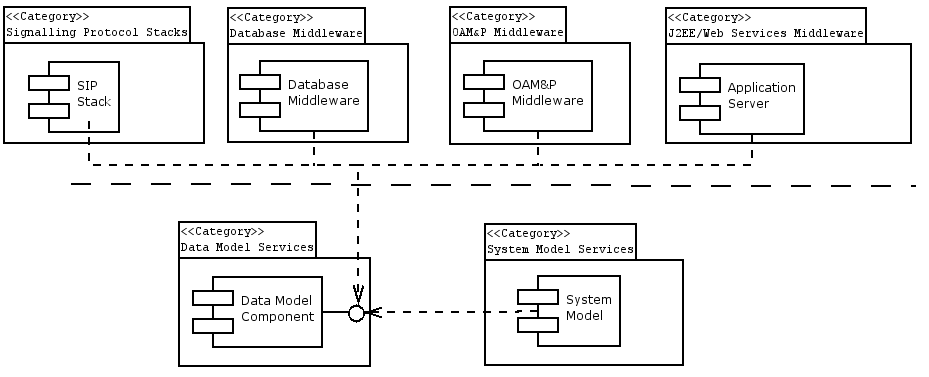 <<Category>>
Signalling Protocol Stacks
SIP
Stack
<<Category>>
Database Middleware
Database
Middleware
<<Category>>
OAM&P Middleware
OAM&P
Middleware
<<Category>>
J2EE/Web Services Middleware
Application
Server
<<Category>>
Data Model Services
Data Model
Component
<<Category>>
System Model Services
System
Model